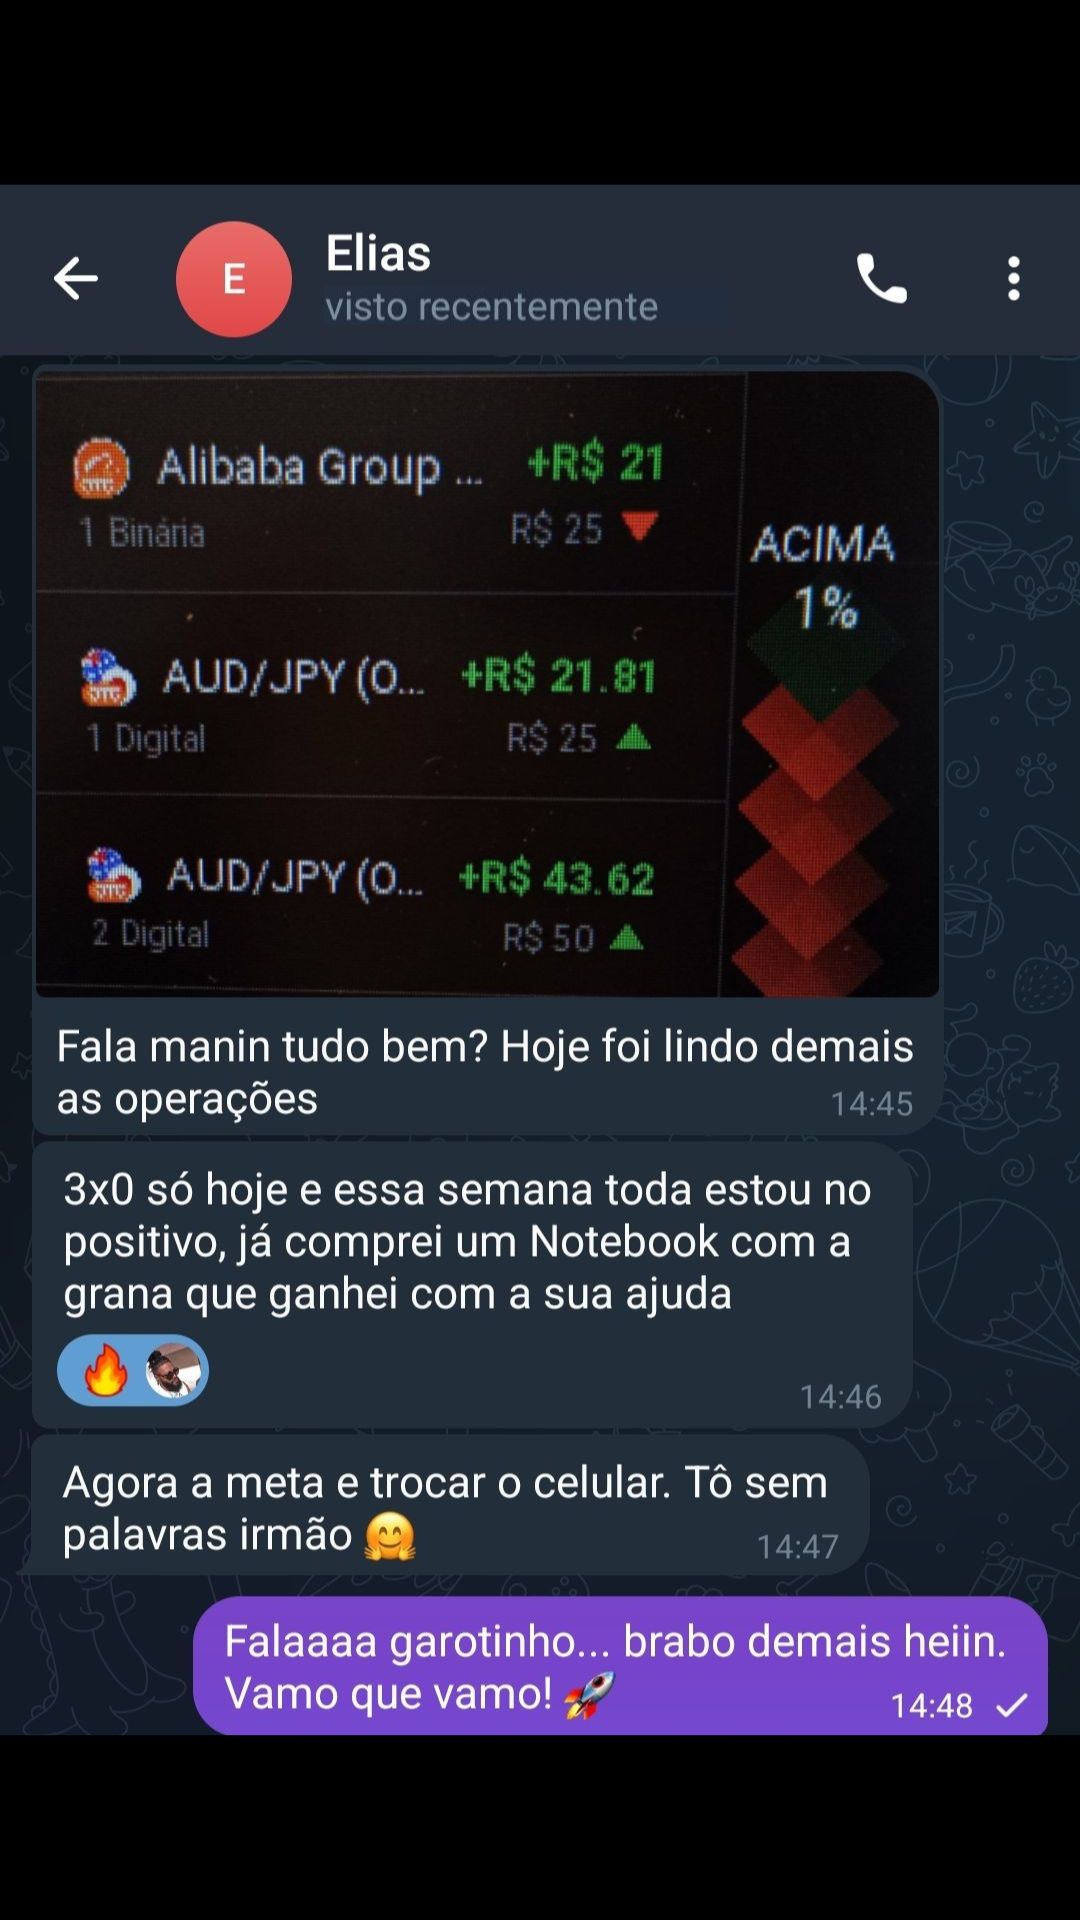 E
Elias
visto recentemente
Alibaba Group ...
+R$ 21
1 Binária
R$ 25
ACIMA
1%
AUD/JPY (O...
+R$ 21.81
1 Digital
R$ 25
AUD/JPY (O...
+R$ 43.62
2 Digital
R$ 50
Fala manin tudo bem? Hoje foi lindo demais
as operações
14:45
3x0 só hoje e essa semana toda estou no
positivo, já comprei um Notebook com a
grana que ganhei com a sua ajuda
🔥
14:46
Agora a meta e trocar o celular. Tô sem
palavras irmão 🤗
14:47
Falaaaa garotinho... brabo demais heiin.
Vamo que vamo! 🚀
14:48